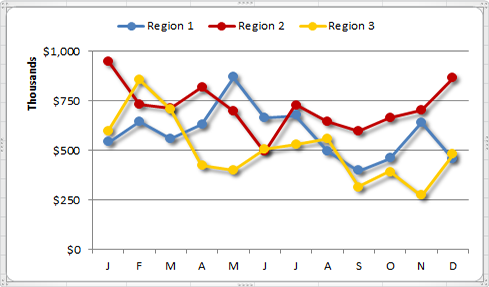 Region 1 Region 2 Region 3
Thousands
$1,000
$750
$500
$250
$0
J F M A M J J A S O N D